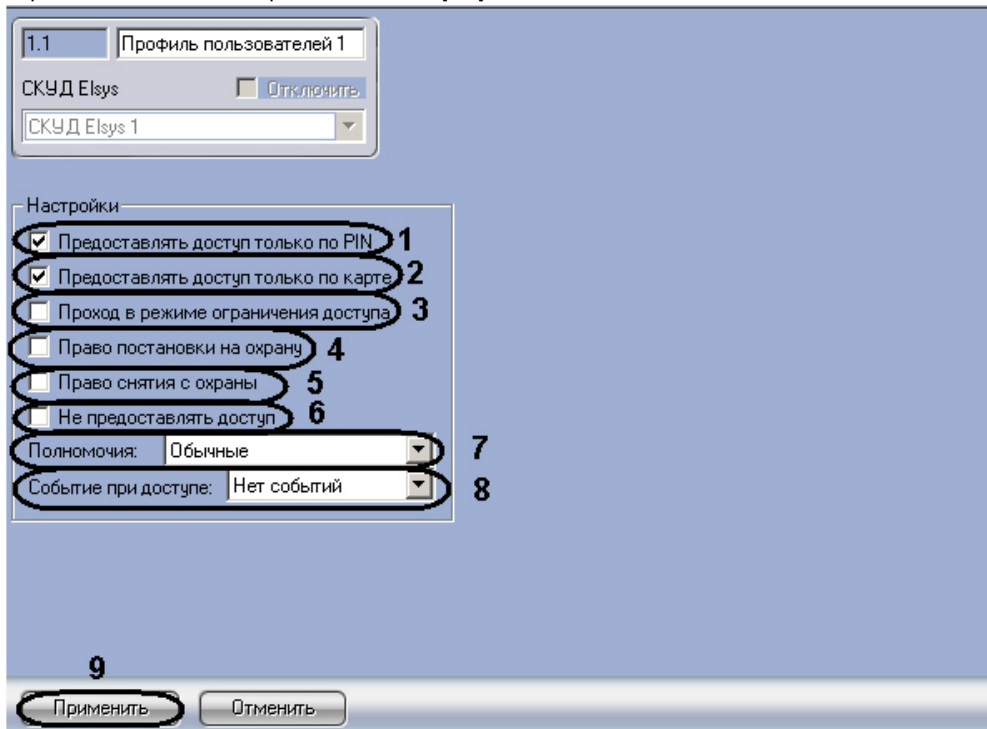 1.1 Профиль пользователей 1
СКУД Elsys Отключить
СКУД Elsys 1
Настройки
Предоставлять доступ только по PIN 1
Предоставлять доступ только по карте 2
Проход в режиме ограничения доступа 3
Право постановки на охрану 4
Право снятия с охраны 5
Не предоставлять доступ 6
Полномочия: Обычные 7
Событие при доступе: Нет событий 8
9
Применить Отменить